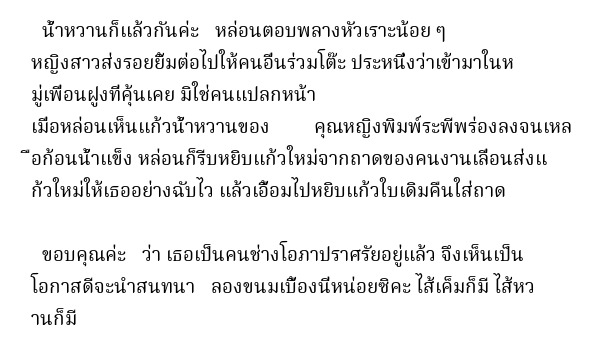 น้ำหวานก็แล้วกันค่ะ หล่อนตอบพลางหัวเราะน้อย ๆ
หญิงสาวส่งรอยยิ้มต่อไปให้คนอื่นร่วมโต๊ะ ประหนึ่งว่าเข้ามาในห
มู่เพื่อนฝูงที่คุ้นเคย มิใช่คนแปลกหน้า
เมื่อหล่อนเห็นแก้วน้ำหวานของ คุณหญิงพิมพ์ระพีพร่องลงจนเหล
ือก้อนน้ำแข็ง หล่อนก็รีบหยิบแก้วใหม่จากถาดของคนงานเลื่อนส่งแ
ก้วใหม่ให้เธออย่างฉับไว แล้วเอื้อมไปหยิบแก้วใบเดิมคืนใส่ถาด
ขอบคุณค่ะ ว่า เธอเป็นคนช่างโอภาปราศรัยอยู่แล้ว จึงเห็นเป็น
โอกาสดีจะนำสนทนา ลองขนมเบื้องนี่หน่อยซิคะ ไส้เค็มก็มี ไส้หว
านก็มี